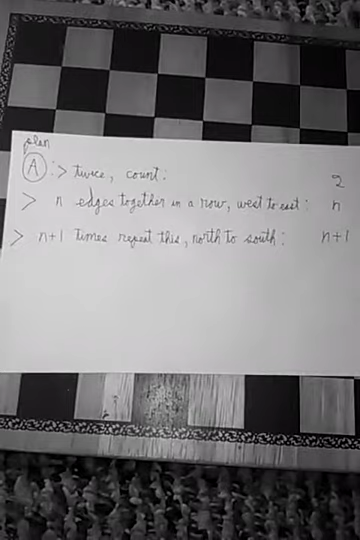 plan
A :> twice, count: 2
> n edges together in a row, west to east: n
> n+1 times repeat this, north to south: n+1